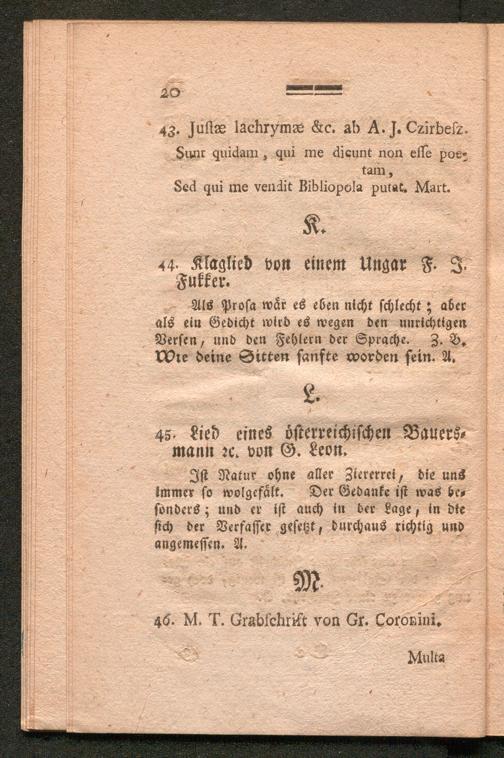 20
43. Juſtæ lachrymæ &c. ab A. J. Czirbeſz.
Sunt quidam, qui me dicunt non eſſe poe-
tam,
Sed qui me vendit Bibliopola putat. Mart.
K.
44. Klaglied von einem Ungar F. J.
Fukker.
Als Proſa wär es eben nicht ſchlecht; aber
als ein Gedicht wird es wegen den unrichtigen
Verſen, und den Fehlern der Sprache. Z. B.
Wie deine Sitten ſanfte worden ſein. A.
L.
45. Lied eines öſterreichiſchen Bauers-
mann ꝛc. von G. Leon.
Iſt Natur ohne aller Ziererrei, die uns
immer ſo wolgefält. Der Gedanke iſt was be-
ſonders; und er iſt auch in der Lage, in die
ſich der Verfaſſer geſetzt, durchaus richtig und
angemeſſen. A.
M.
46. M. T. Grabſchrift von Gr. Coronini.
Multa